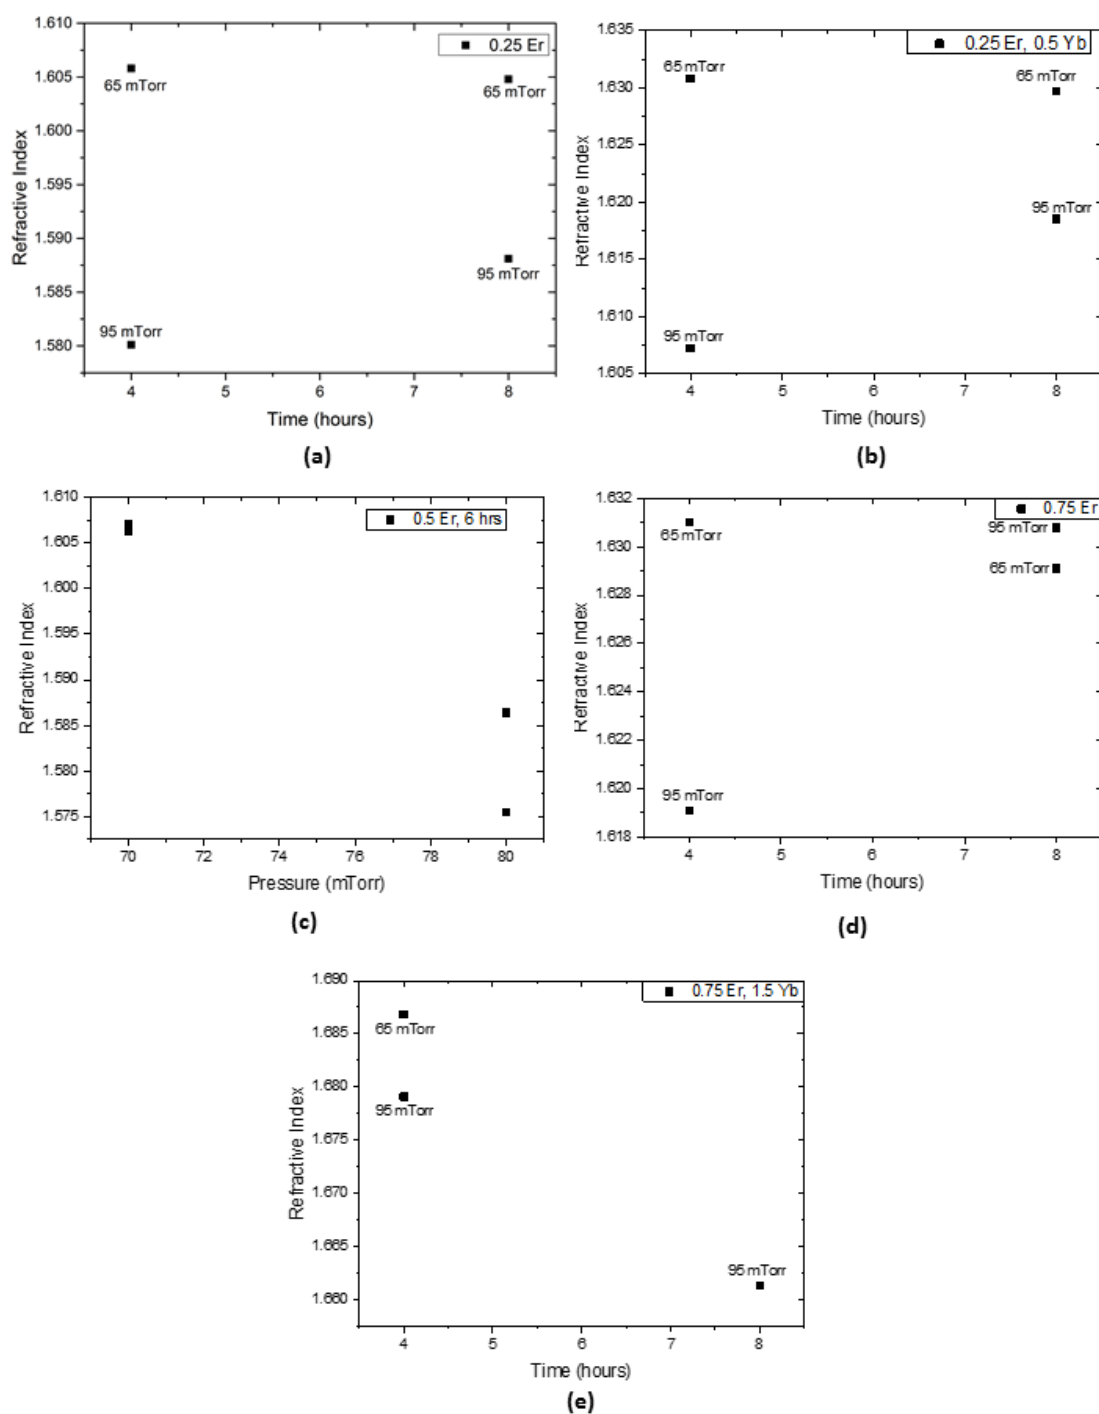 1.610
1.605
1.600
1.595
1.590
1.585
1.580
Refractive Index
0.25 Er
65 mTorr
65 mTorr
95 mTorr
95 mTorr
4 5 6 7 8
Time (hours)
(a)
1.635
1.630
1.625
1.620
1.615
1.610
1.605
Refractive Index
0.25 Er, 0.5 Yb
65 mTorr
65 mTorr
95 mTorr
95 mTorr
4 5 6 7 8
Time (hours)
(b)
1.610
1.605
1.600
1.595
1.590
1.585
1.580
1.575
Refractive Index
0.5 Er, 6 hrs
70 72 74 76 78 80
Pressure (mTorr)
(c)
1.632
1.630
1.628
1.626
1.624
1.622
1.620
1.618
Refractive Index
0.75 Er
65 mTorr
95 mTorr
65 mTorr
95 mTorr
4 5 6 7 8
Time (hours)
(d)
1.690
1.685
1.680
1.675
1.670
1.665
1.660
Refractive Index
0.75 Er, 1.5 Yb
65 mTorr
95 mTorr
95 mTorr
4 5 6 7 8
Time (hours)
(e)